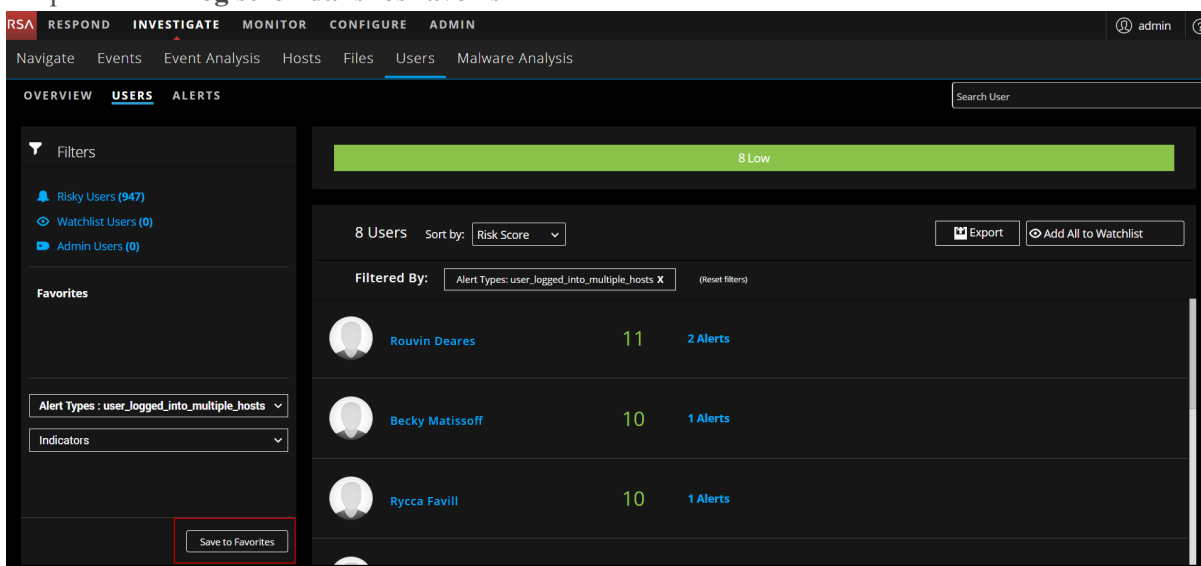 RSA RESPOND INVESTIGATE MONITOR CONFIGURE ADMIN admin
Navigate Events Event Analysis Hosts Files Users Malware Analysis
OVERVIEW USERS ALERTS Search User
Filters
8 Low
Risky Users (947)
Watchlist Users (0)
Admin Users (0)
8 Users Sort by: Risk Score Export Add All to Watchlist
Filtered By: Alert Types: user_logged_into_multiple_hosts X (Reset filters)
Favorites
Rouvin Deares 11 2 Alerts
Alert Types : user_logged_into_multiple_hosts
Becky Matissoff 10 1 Alerts
Indicators
Rycca Favill 10 1 Alerts
Save to Favorites